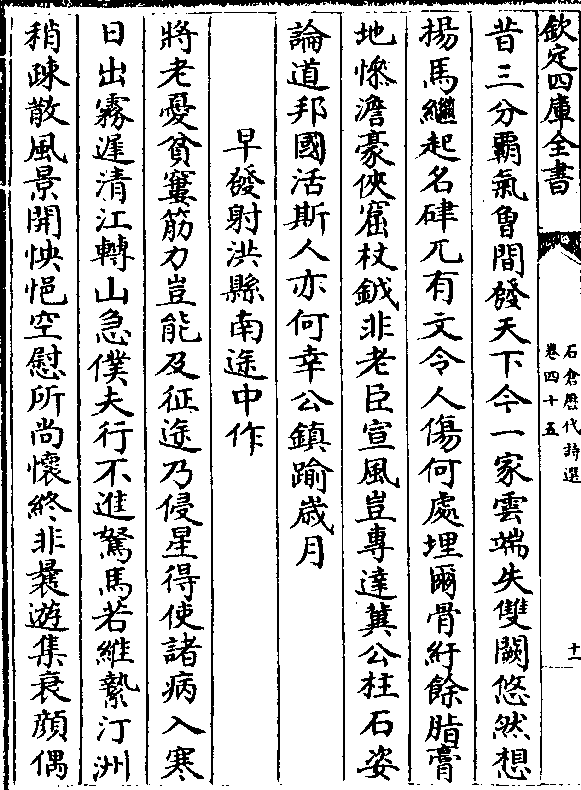 欽定四庫全書
石倉歷代詩選
卷四十五
十一
昔三分霸氣曾間發天下今一家雲端失雙闕悠然想
揚馬繼起名硉兀有文令人傷何處埋爾骨紆餘脂膏
地慘澹豪俠窟杖鉞非老臣宣風豈專達冀公柱石姿
論道邦國活斯人亦何幸公鎮踰歲月
早發射洪縣南途中作
將老憂貧窶筋力豈能及征途乃侵星得使諸病入寒
日出霧遲清江轉山急僕夫行不進駑馬若維縶汀洲
稍疎散風景開怏悒空慰所尚懷終非曩遊集衰顏偶